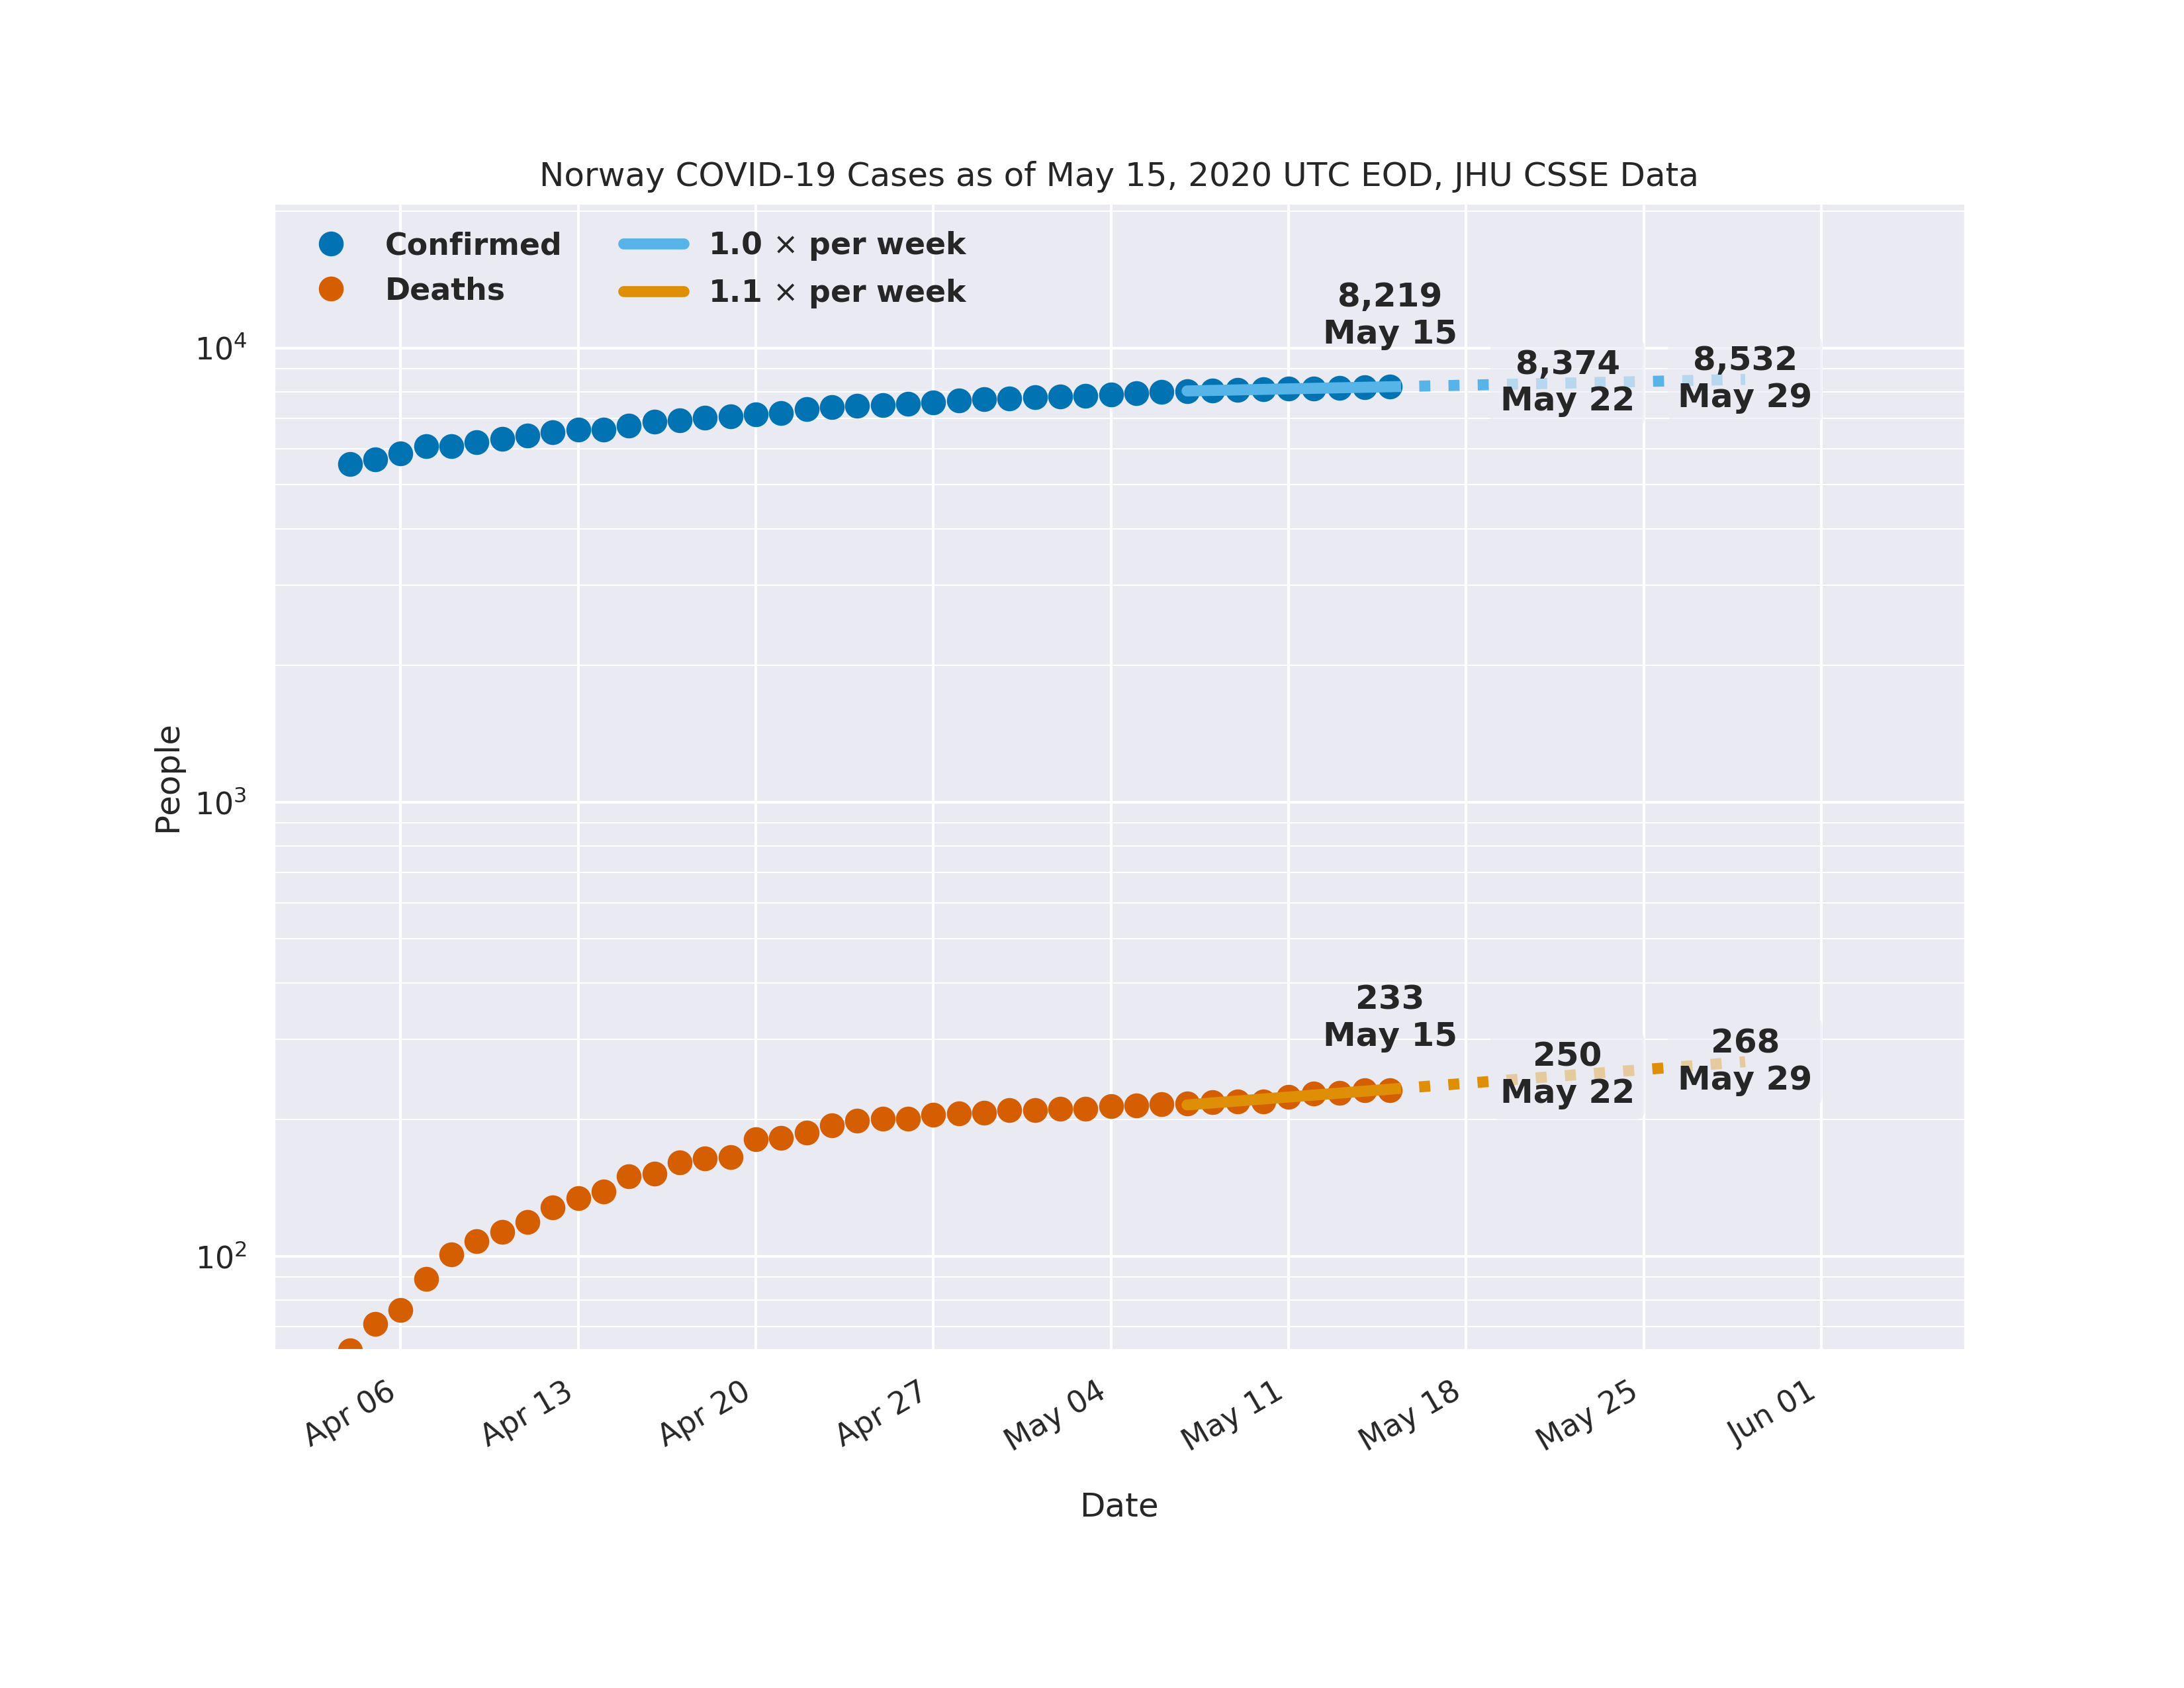 Norway COVID-19 Cases as of May 15, 2020 UTC EOD, JHU CSSE Data
Confirmed
Deaths
1.0 × per week
1.1 × per week
8,219
May 15
8,374
May 22
8,532
May 29
10⁴
10³
10²
People
233
May 15
250
May 22
268
May 29
Apr 06
Apr 13
Apr 20
Apr 27
May 04
May 11
May 18
May 25
Jun 01
Date